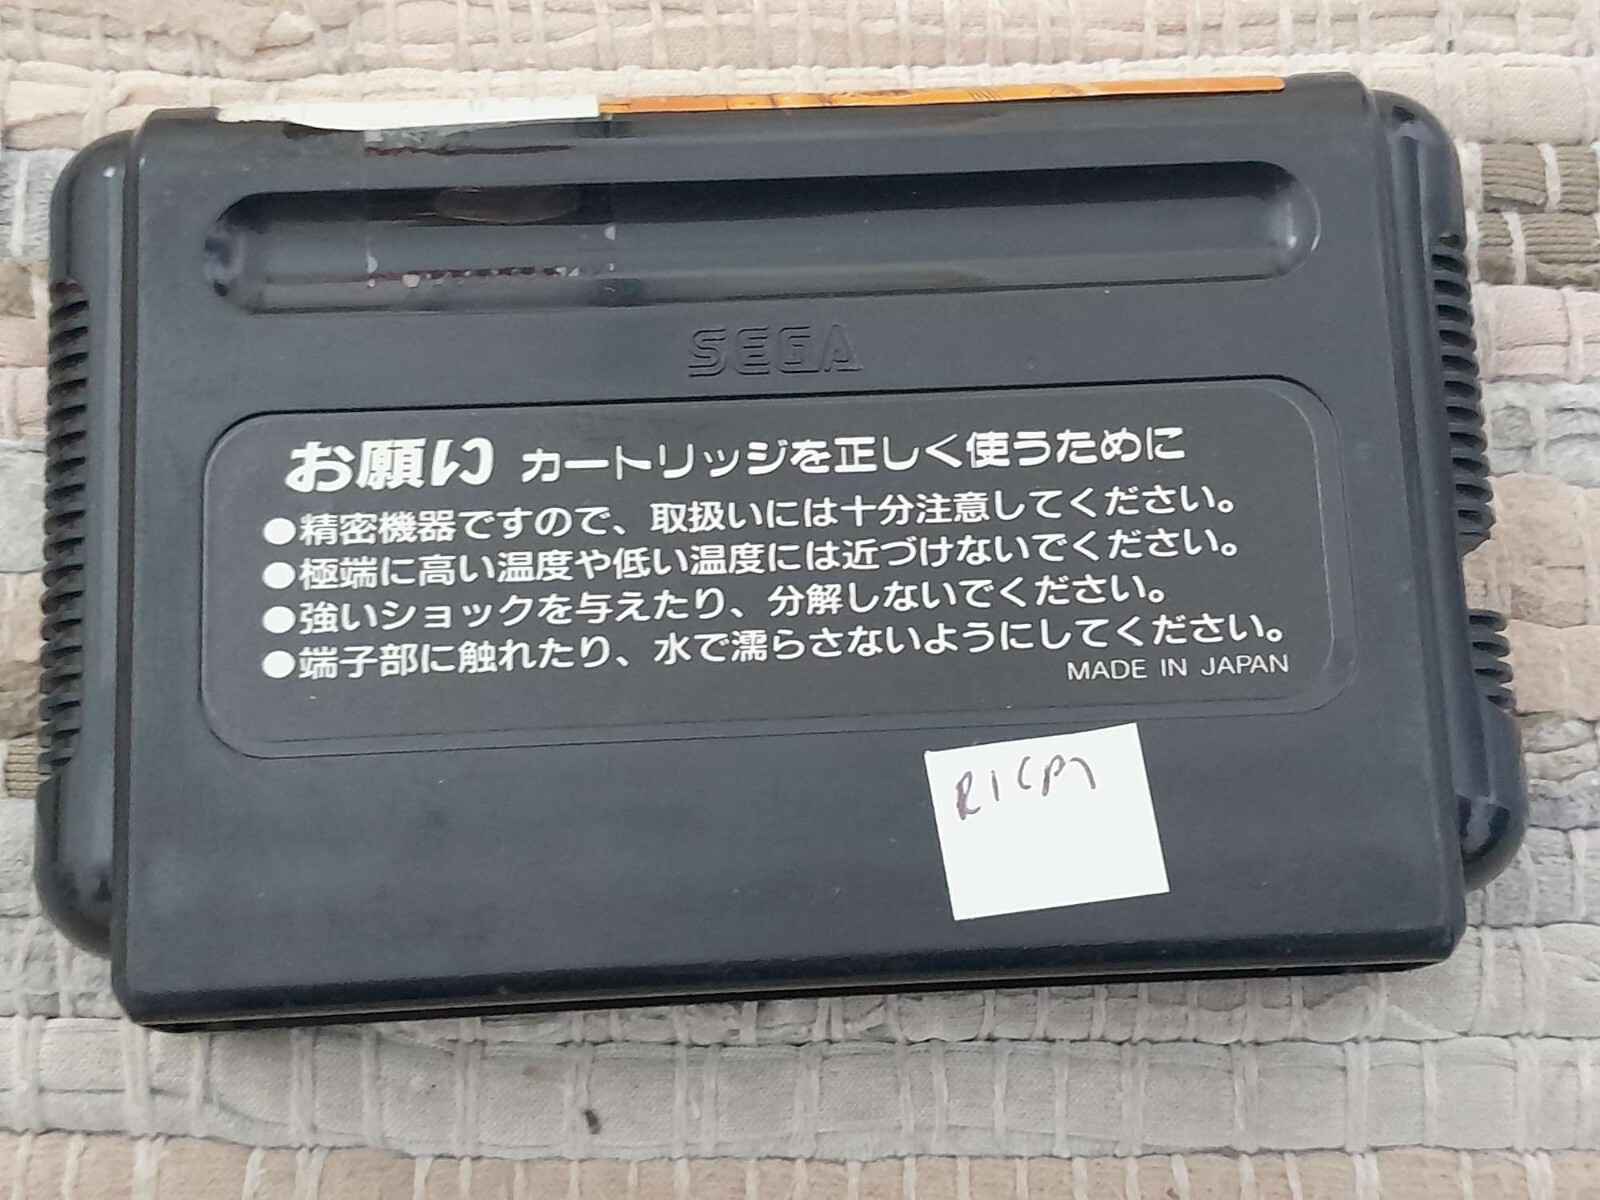 SEGA
お願い カートリッジを正しく使うために
●精密機器ですので、取扱いには十分注意してください。
●極端に高い温度や低い温度には近づけないでください。
●強いショックを与えたり、分解しないでください。
●端子部に触れたり、水で濡らさないようにしてください。
MADE IN JAPAN